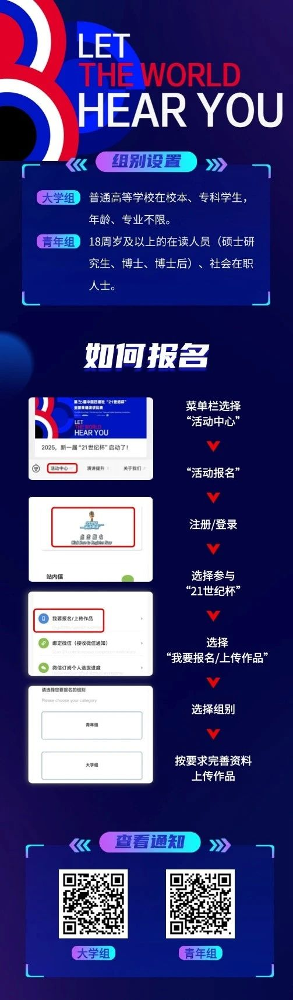 LET
THE WORLD
HEAR YOU
组别设置
大学组
普通高等学校在校本、专科学生，
年龄、专业不限。
青年组
18周岁及以上的在读人员（硕士研
究生、博士、博士后）、社会在职
人士。
如何报名
第30届中国日报社“21世纪杯”
全国英语演讲比赛
LET
THE WORLD
HEAR YOU
2025，新一届“21世纪杯”启动了！
活动中心
演讲提升
关于我们
菜单栏选择
“活动中心”
“活动报名”
点击报名
Click Here to Register Now
站内信
注册/登录
选择参与
“21世纪杯”
我要报名/上传作品
绑定微信（接收微信通知）
微信订阅个人选拔进度
选择
“我要报名/上传作品”
请选择您要报名的组别
Please choose your category
青年组
大学组
选择组别
按要求完善资料
上传作品
查看通知
大学组
青年组